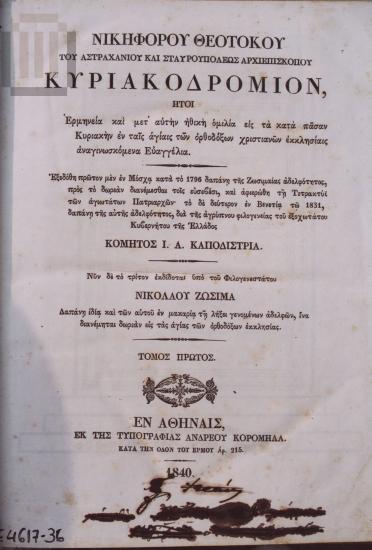 ΝΙΚΗΦΟΡΟΥ ΘΕΟΤΟΚΟΥ
ΤΟΥ ΑΣΤΡΑΧΑΝΙΟΥ ΚΑΙ ΣΤΑΥΡΟΥΠΟΛΕΩΣ ΑΡΧΙΕΠΙΣΚΟΠΟΥ
ΚΥΡΙΑΚΟΔΡΟΜΙΟΝ,
ΗΤΟΙ
Ἑρμηνεία καὶ μετ' αὐτὴν ἠθικὴ ὁμιλία εἰς τὰ κατὰ πᾶσαν
Κυριακὴν ἐν ταῖς ἁγίαις τῶν ὀρθοδόξων χριστιανῶν ἐκκλησίαις
ἀναγινωσκόμενα Εὐαγγέλια.
Ἐξεδόθη πρῶτον μὲν ἐν Μόσχᾳ κατὰ τὸ 1796 δαπάνῃ τῆς Ζωσιμαίας ἀδελφότητος,
πρὸς τὸ δωρεὰν διανέμεσθαι τοῖς εὐσεβέσι, καὶ ἀφιερώθη τῇ Τετρακτύϊ
τῶν ἁγιωτάτων Πατριαρχῶν· τὸ δὲ δεύτερον ἐν Βενετίᾳ τῷ 1831,
δαπάνῃ τῆς αὐτῆς ἀδελφότητος, διὰ τῆς ἀγρύπνου φιλογενείας τοῦ ἐξοχωτάτου
Κυβερνήτου τῆς Ἑλλάδος
ΚΟΜΗΤΟΣ Ι. Α. ΚΑΠΟΔΙΣΤΡΙΑ.
Νῦν δὲ τὸ τρίτον ἐκδίδοται ὑπὸ τοῦ Φιλογενεστάτου
ΝΙΚΟΛΑΟΥ ΖΩΣΙΜΑ
Δαπάνῃ ἰδίᾳ καὶ τῶν αὐτοῦ ἐν μακαρίᾳ τῇ λήξει γενομένων ἀδελφῶν, ἵνα
διανέμηται δωρεὰν εἰς τὰς ἁγίας τῶν ὀρθοδόξων ἐκκλησίας.
ΤΟΜΟΣ ΠΡΩΤΟΣ.
ΕΝ ΑΘΗΝΑΙΣ,
ΕΚ ΤΗΣ ΤΥΠΟΓΡΑΦΙΑΣ ΑΝΔΡΕΟΥ ΚΟΡΟΜΗΛΑ.
ΚΑΤΑ ΤΗΝ ΟΔΟΝ ΤΟΥ ΕΡΜΟΥ Ἀρ. 215.
1840.
Ε4617-36